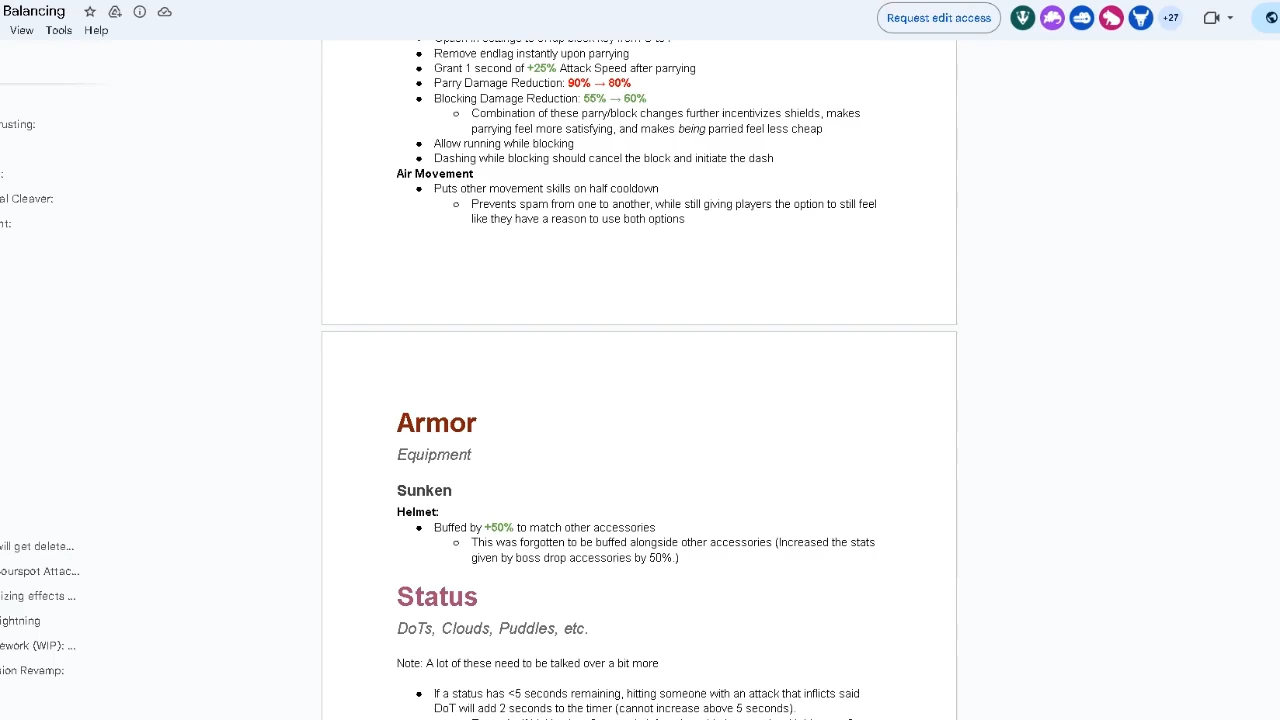 Balancing
Request edit access
+27
View Tools Help
Remove endlag instantly upon parrying
Grant 1 second of +25% Attack Speed after parrying
Parry Damage Reduction: 90% → 80%
Blocking Damage Reduction: 55% → 60%
Combination of these parry/block changes further incentivizes shields, makes
parrying feel more satisfying, and makes being parried feel less cheap
Allow running while blocking
Dashing while blocking should cancel the block and initiate the dash
Air Movement
Puts other movement skills on half cooldown
Prevents spam from one to another, while still giving players the option to still feel
like they have a reason to use both options
rusting:
:
al Cleaver:
nt:
will get delete...
ourspot Attac...
izing effects ...
ightning
ework (WIP): ...
sion Revamp:
Armor
Equipment
Sunken
Helmet:
Buffed by +50% to match other accessories
This was forgotten to be buffed alongside other accessories (Increased the stats
given by boss drop accessories by 50%.)
Status
DoTs, Clouds, Puddles, etc.
Note: A lot of these need to be talked over a bit more
If a status has <5 seconds remaining, hitting someone with an attack that inflicts said
DoT will add 2 seconds to the timer (cannot increase above 5 seconds).